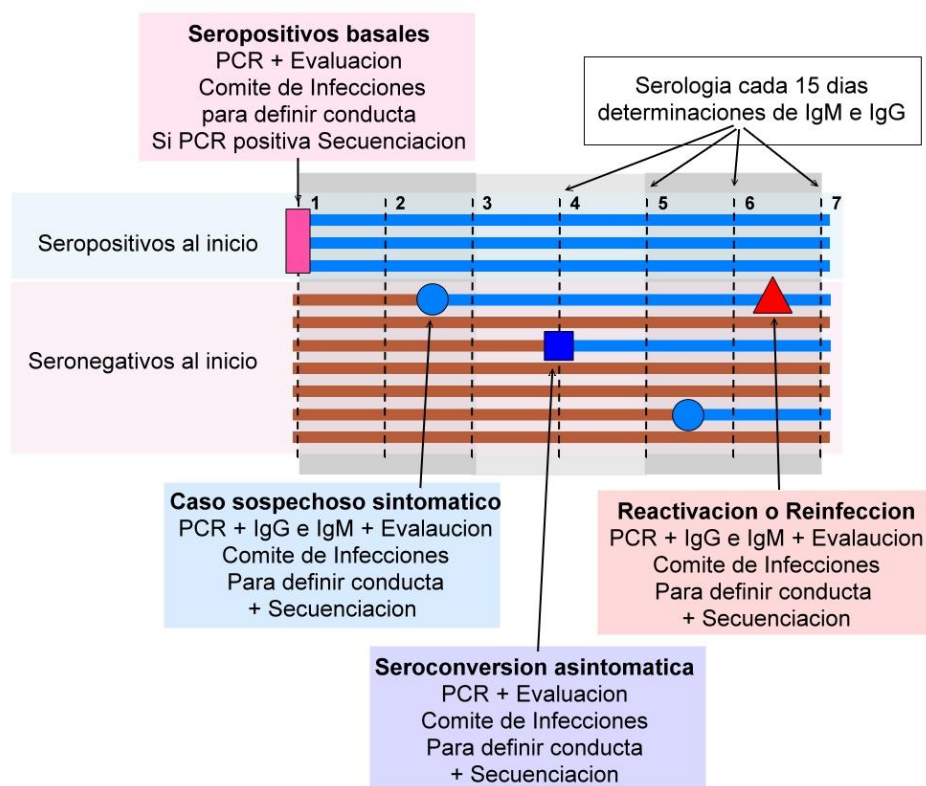 Seropositivos basales
PCR + Evaluacion
Comite de Infecciones
para definir conducta
Si PCR positiva Secuenciacion
Serologia cada 15 dias
determinaciones de IgM e IgG
1 2 3 4 5 6 7
Seropositivos al inicio
Seronegativos al inicio
Caso sospechoso sintomatico
PCR + IgG e IgM + Evalaucion
Comite de Infecciones
Para definir conducta
+ Secuenciacion
Reactivacion o Reinfeccion
PCR + IgG e IgM + Evalaucion
Comite de Infecciones
Para definir conducta
+ Secuenciacion
Seroconversion asintomatica
PCR + Evaluacion
Comite de Infecciones
Para definir conducta
+ Secuenciacion